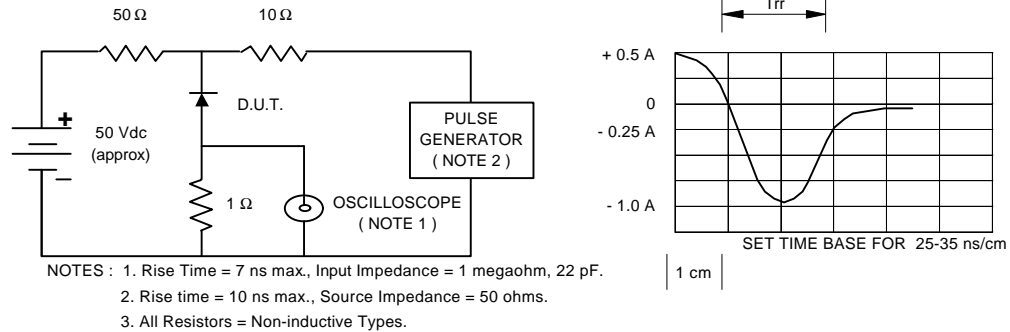 50 Ω
10 Ω
+
50 Vdc
(approx)
−
D.U.T.
1 Ω
OSCILLOSCOPE
( NOTE 1 )
PULSE
GENERATOR
( NOTE 2 )
Trr
+ 0.5 A
0
- 0.25 A
- 1.0 A
SET TIME BASE FOR 25-35 ns/cm
1 cm
NOTES : 1. Rise Time = 7 ns max., Input Impedance = 1 megaohm, 22 pF.
2. Rise time = 10 ns max., Source Impedance = 50 ohms.
3. All Resistors = Non-inductive Types.